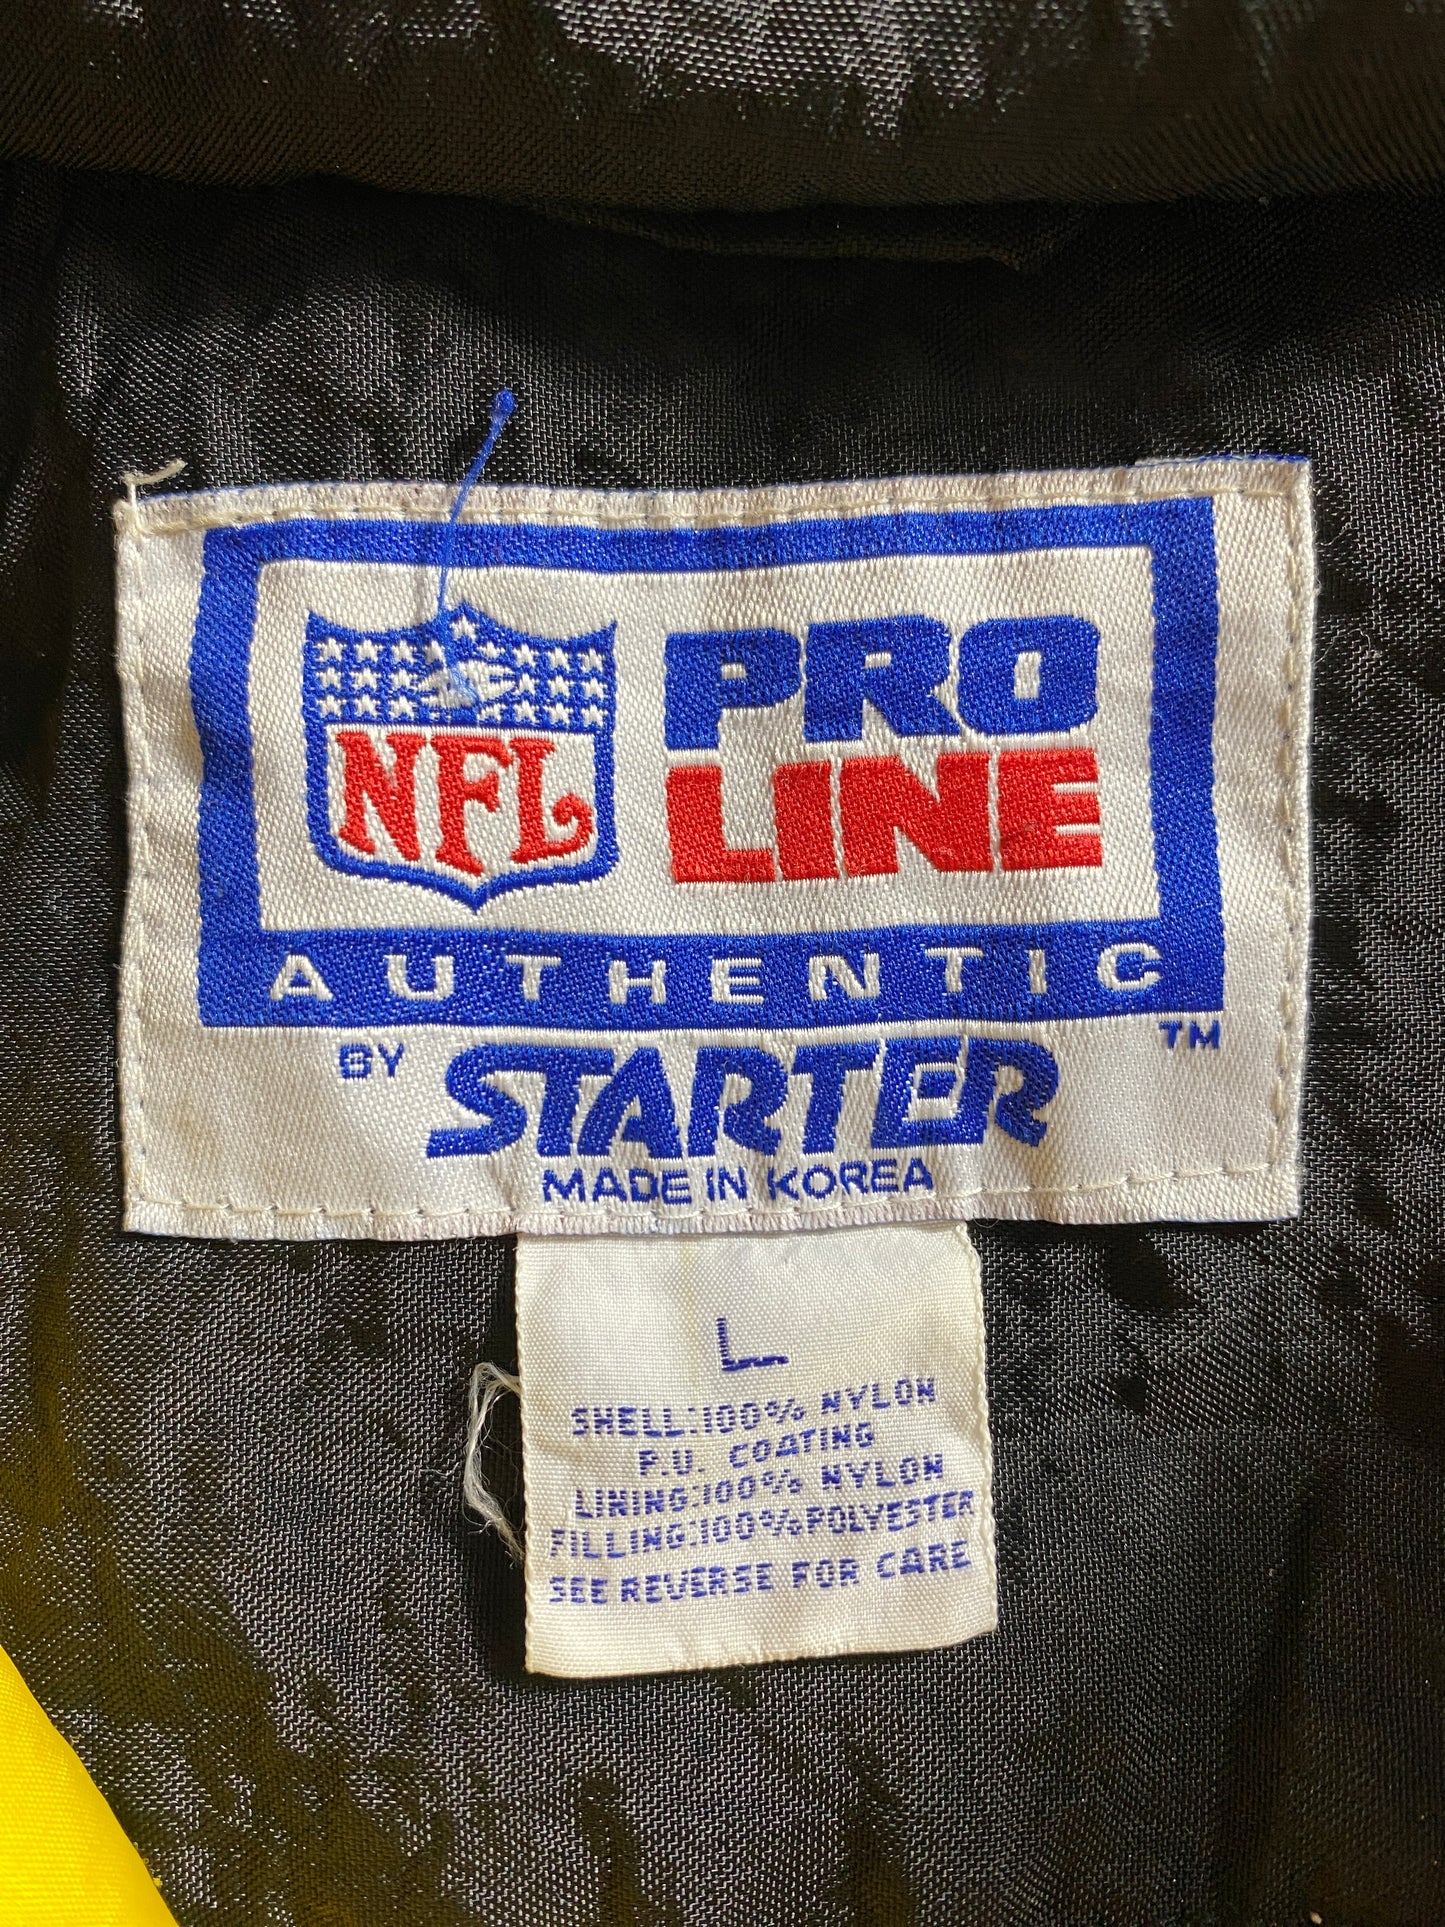 NFL
PRO
LINE
AUTHENTIC
TM
BY STARTER
MADE IN KOREA
L
SHELL:100% NYLON
P.U. COATING
LINING:100% NYLON
FILLING:100%POLYESTER
SEE REVERSE FOR CARE